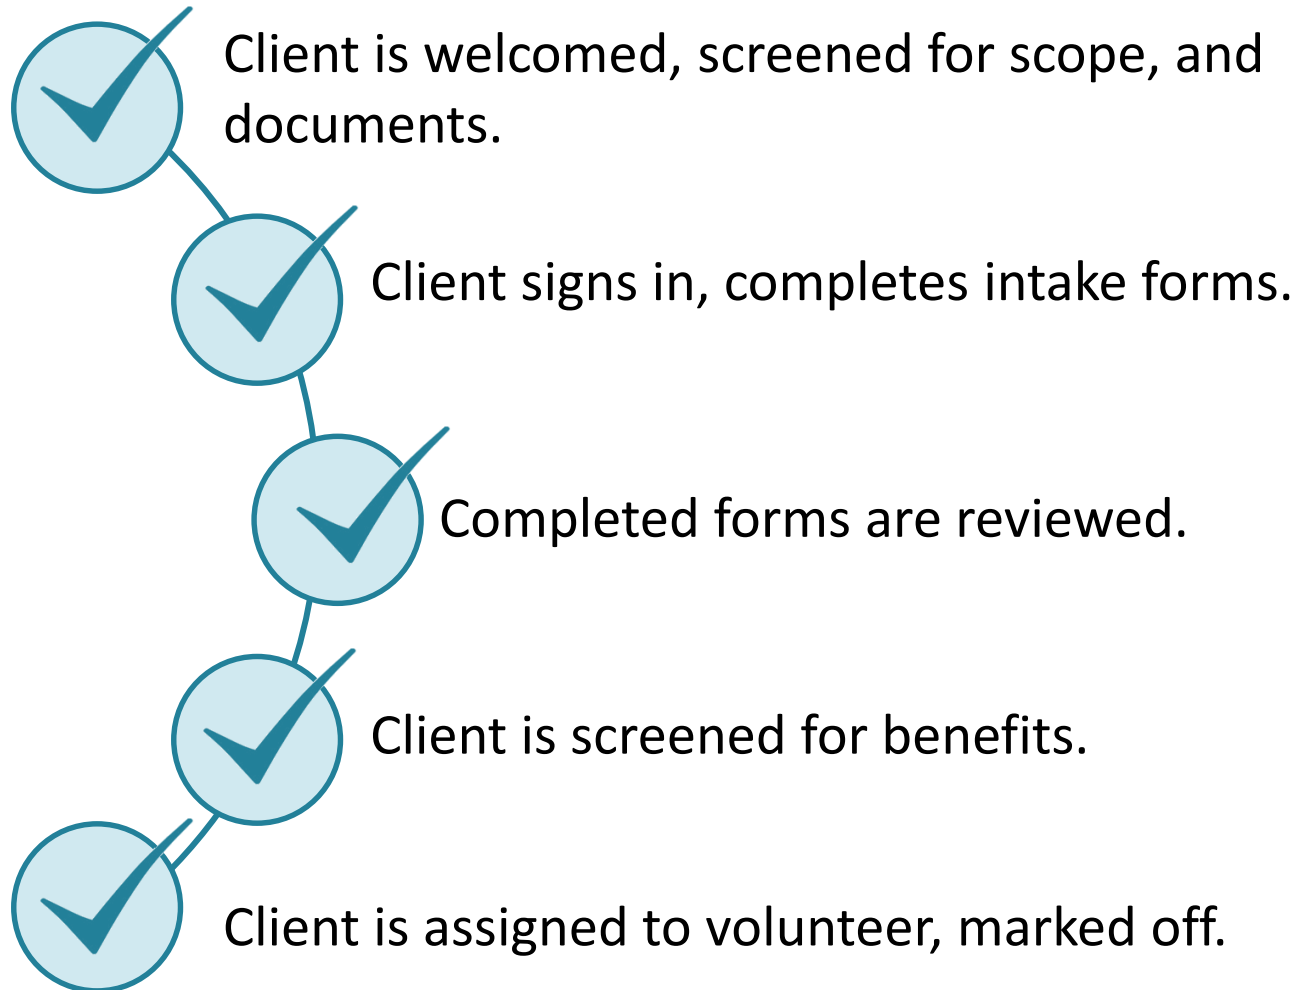 Client is welcomed, screened for scope, and
documents.
Client signs in, completes intake forms.
Completed forms are reviewed.
Client is screened for benefits.
Client is assigned to volunteer, marked off.